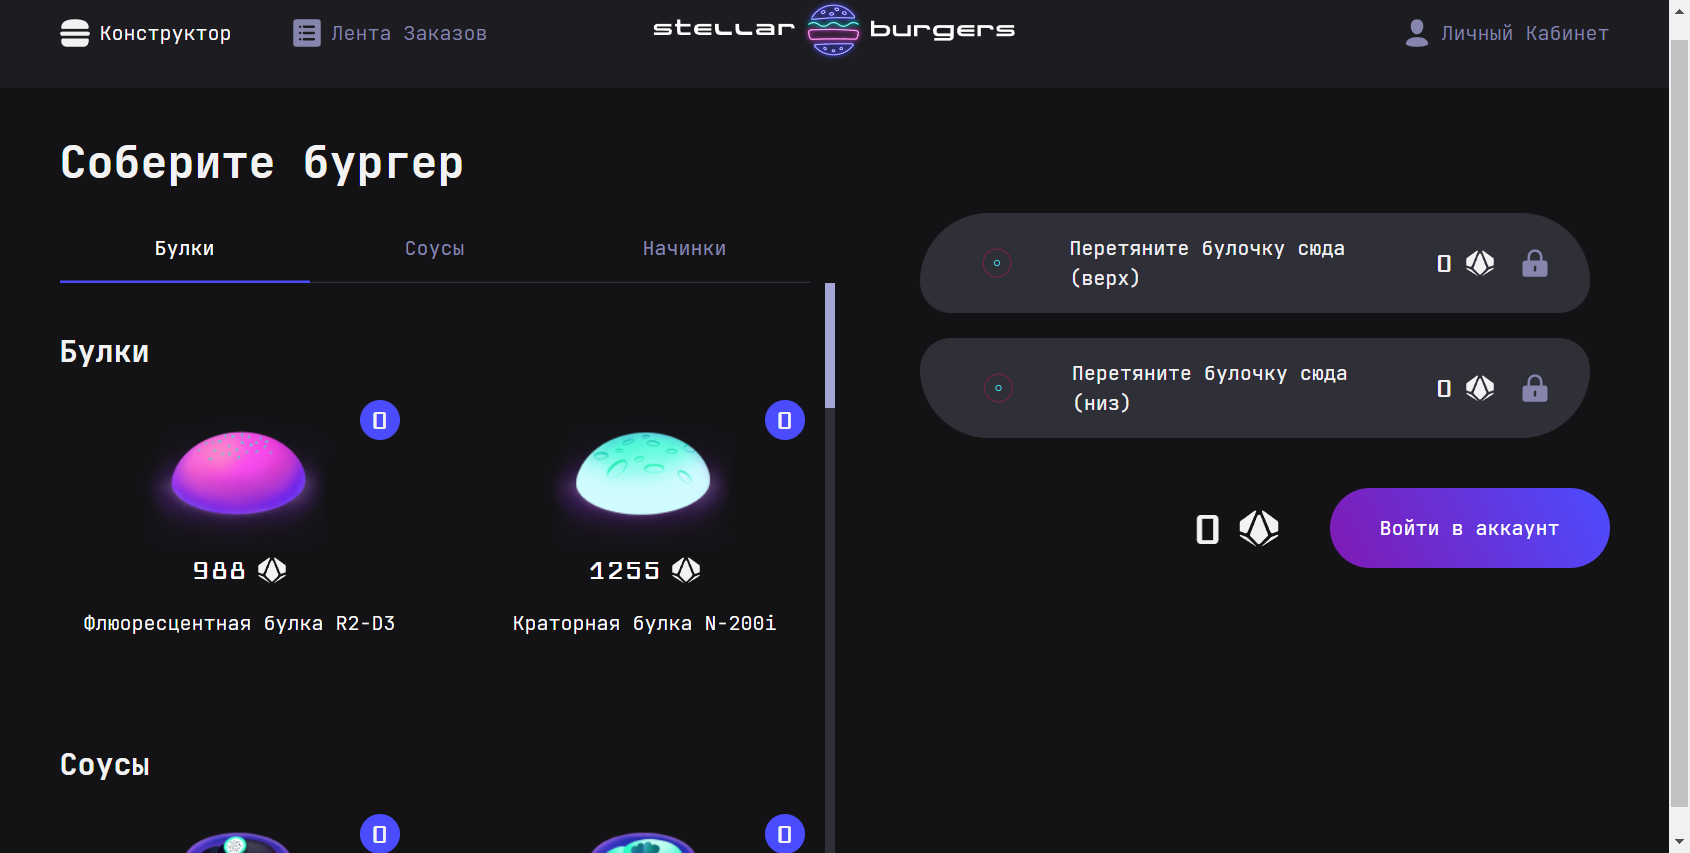 Конструктор
Лента Заказов
stellar burgers
Личный Кабинет
Соберите бургер
Булки
Соусы
Начинки
Перетяните булочку сюда
(верх)
0
Перетяните булочку сюда
(низ)
0
0
Войти в аккаунт
Булки
0
0
988
1255
Флюоресцентная булка R2-D3
Краторная булка N-200i
Соусы
0
0